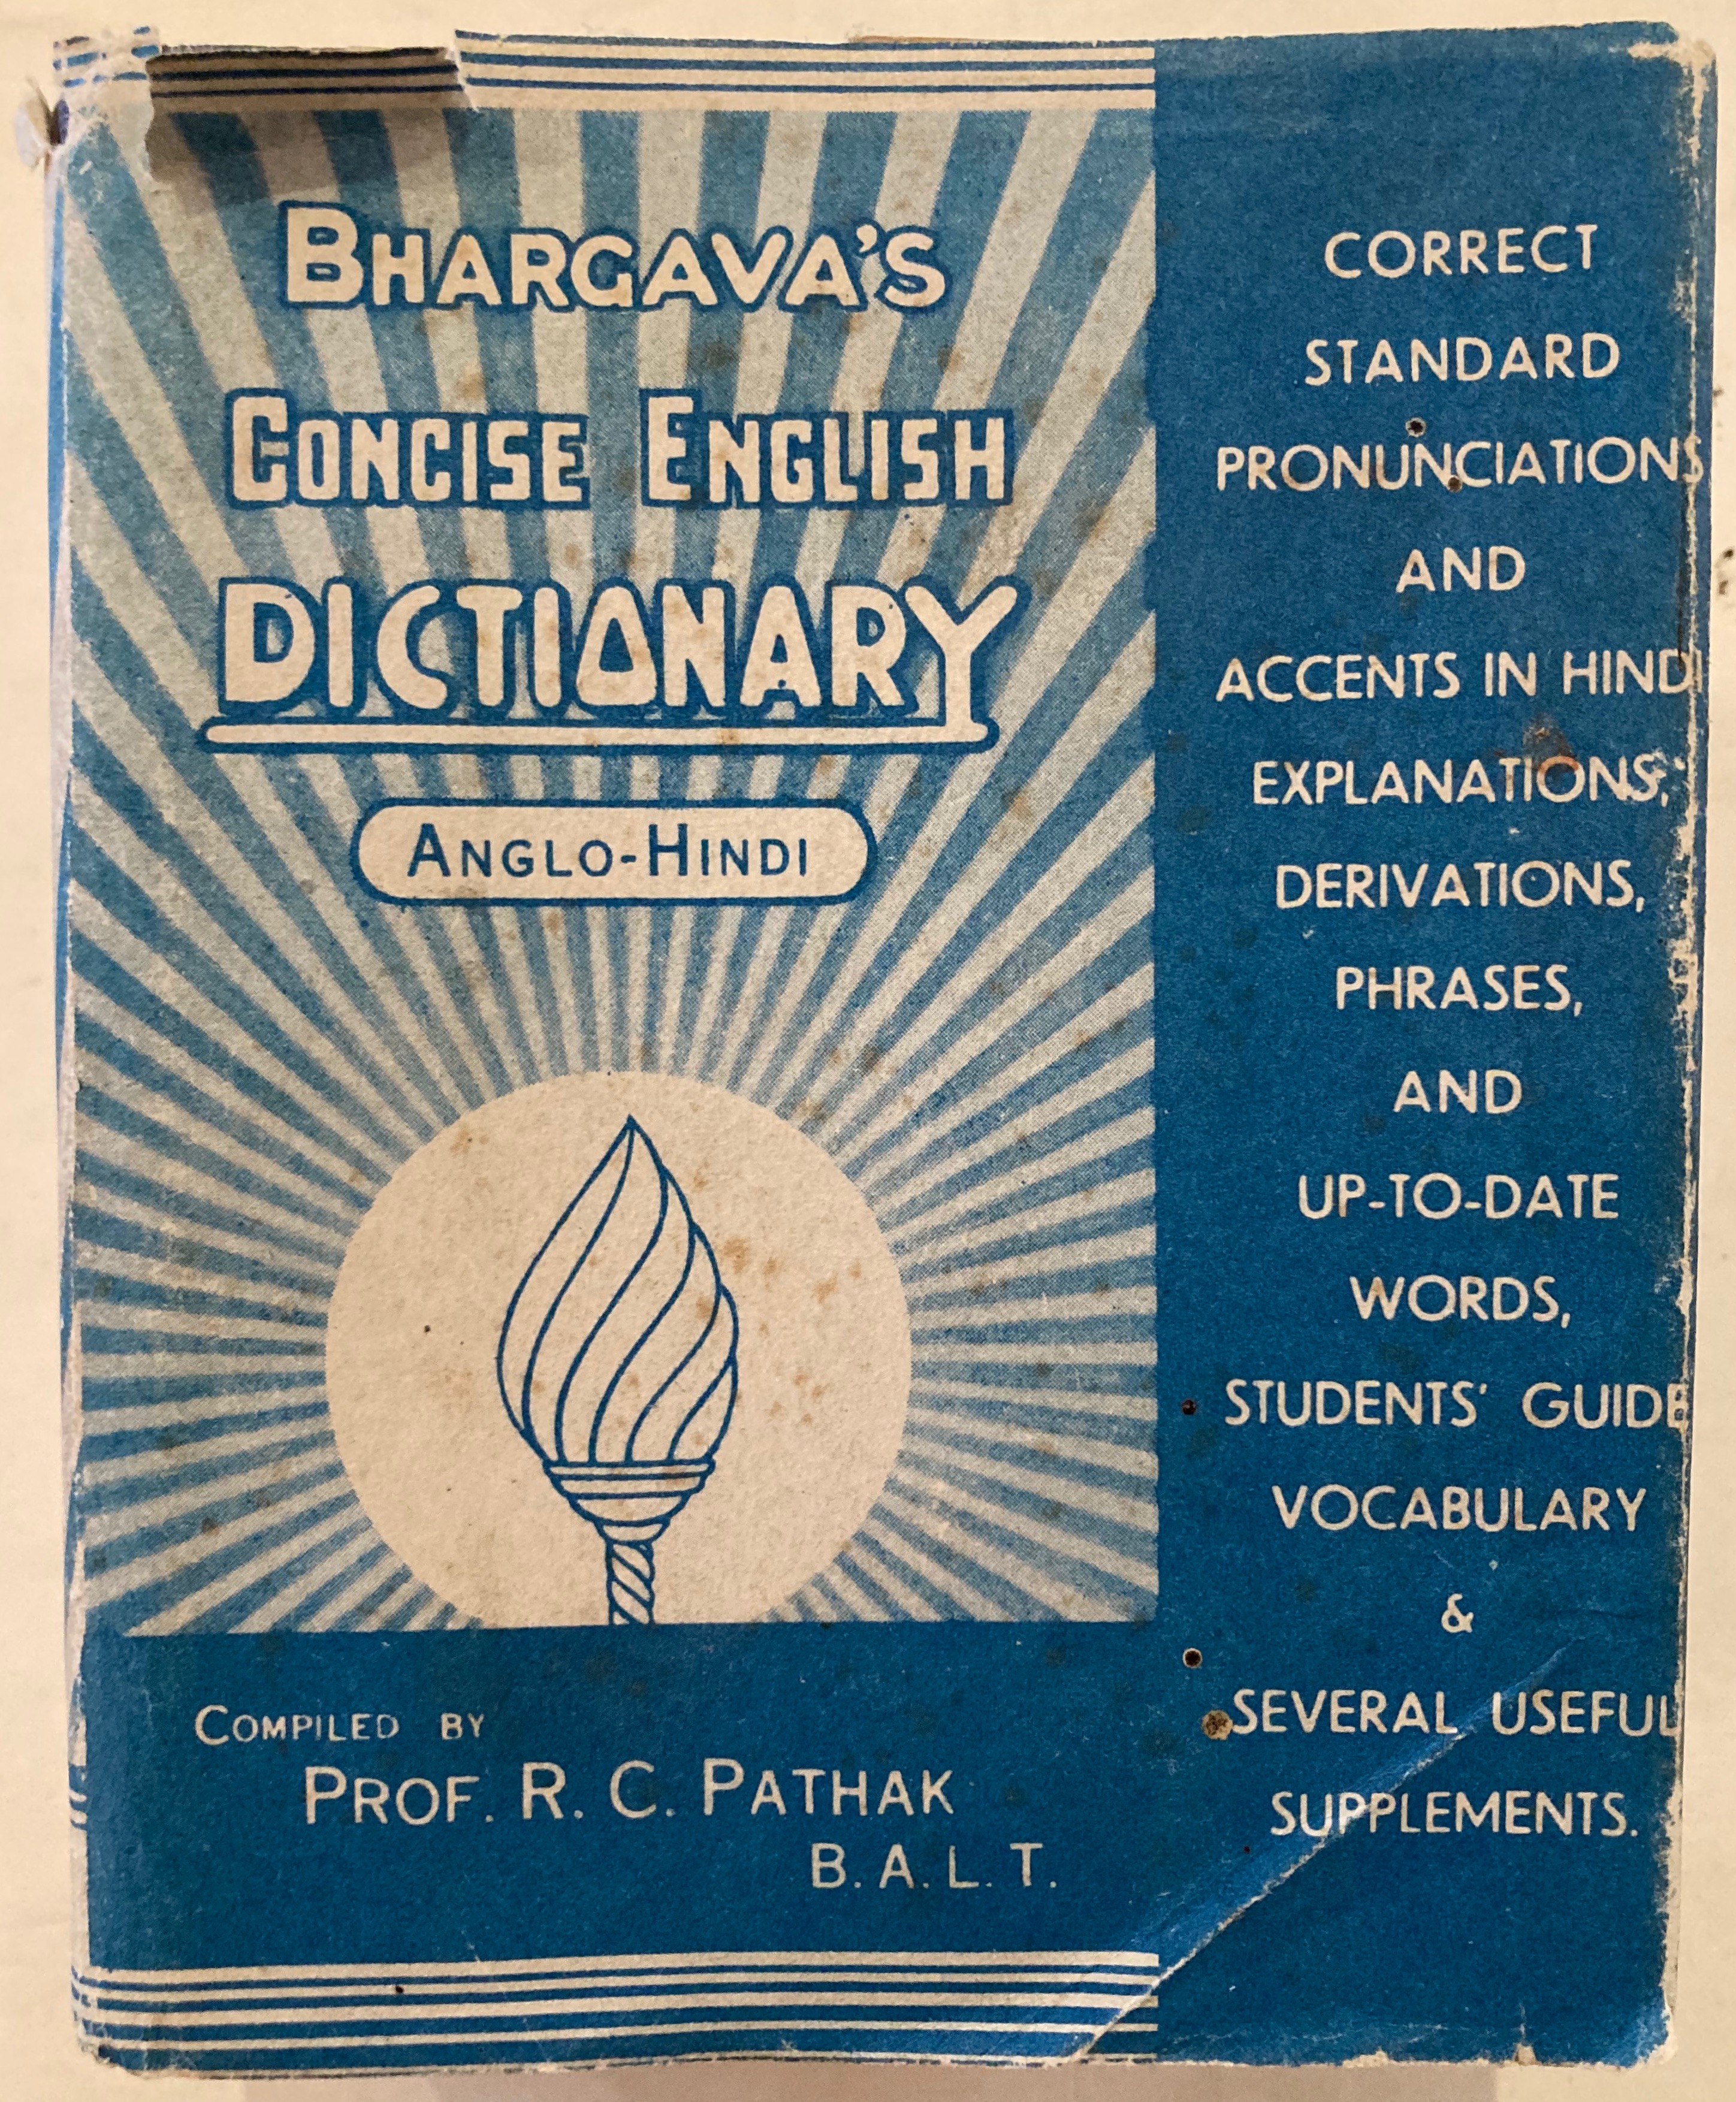 BHARGAVA'S
CONCISE ENGLISH
DICTIONARY
ANGLO-HINDI
COMPILED BY
PROF. R. C. PATHAK
B. A. L. T.
CORRECT
STANDARD
PRONUNCIATIONS
AND
ACCENTS IN HINDI
EXPLANATIONS,
DERIVATIONS,
PHRASES,
AND
UP-TO-DATE
WORDS,
STUDENTS' GUIDE
VOCABULARY
&
SEVERAL USEFUL
SUPPLEMENTS.